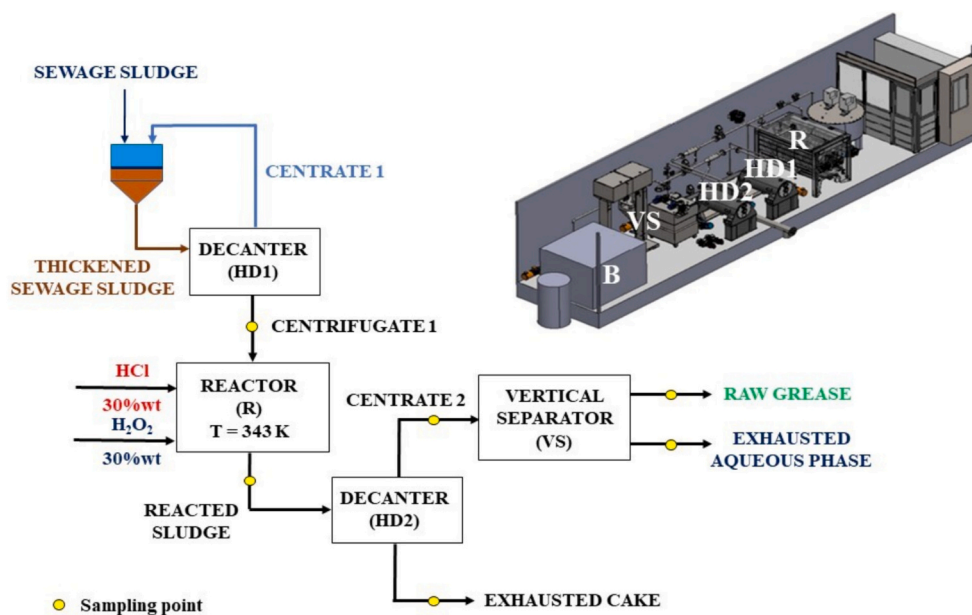 SEWAGE SLUDGE
CENTRATE 1
DECANTER
(HD1)
THICKENED
SEWAGE SLUDGE
CENTRIFUGATE 1
HCl
30%wt
H₂O₂
30%wt
REACTOR
(R)
T = 343 K
CENTRATE 2
VERTICAL
SEPARATOR
(VS)
RAW GREASE
EXHAUSTED
AQUEOUS PHASE
REACTED
SLUDGE
DECANTER
(HD2)
EXHAUSTED CAKE
Sampling point
R
HD1
HD2
VS
B